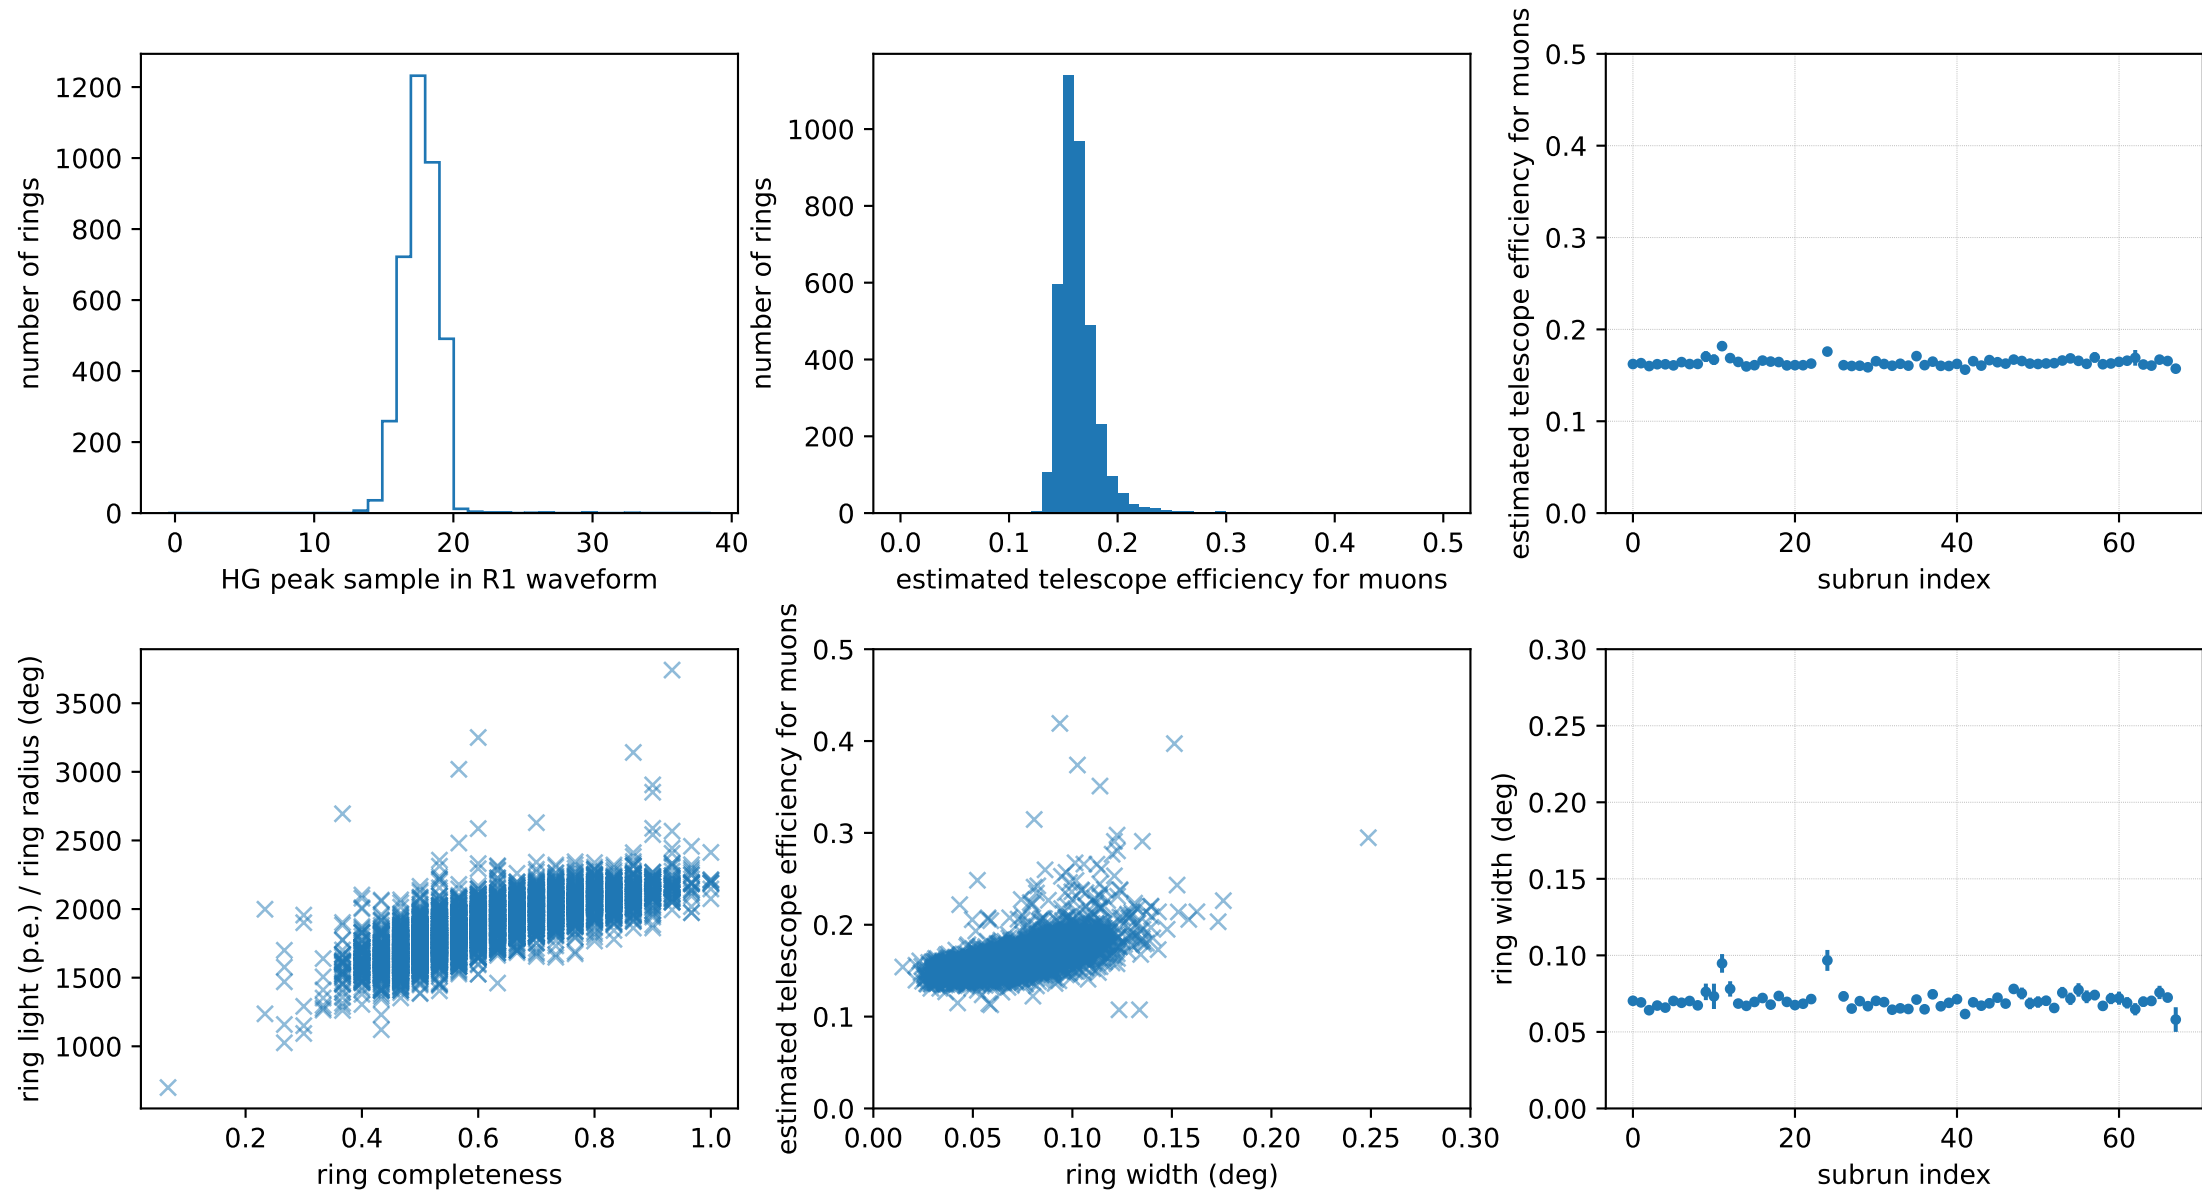 number of rings
1200
1000
800
600
400
200
0
0 10 20 30 40
HG peak sample in R1 waveform
number of rings
1000
800
600
400
200
0
0.0 0.1 0.2 0.3 0.4 0.5
estimated telescope efficiency for muons
estimated telescope efficiency for muons
0.5
0.4
0.3
0.2
0.1
0.0
0 20 40 60
subrun index
ring light (p.e.) / ring radius (deg)
3500
3000
2500
2000
1500
1000
0.2 0.4 0.6 0.8 1.0
ring completeness
estimated telescope efficiency for muons
0.5
0.4
0.3
0.2
0.1
0.0
0.00 0.05 0.10 0.15 0.20 0.25 0.30
ring width (deg)
ring width (deg)
0.30
0.25
0.20
0.15
0.10
0.05
0.00
0 20 40 60
subrun index